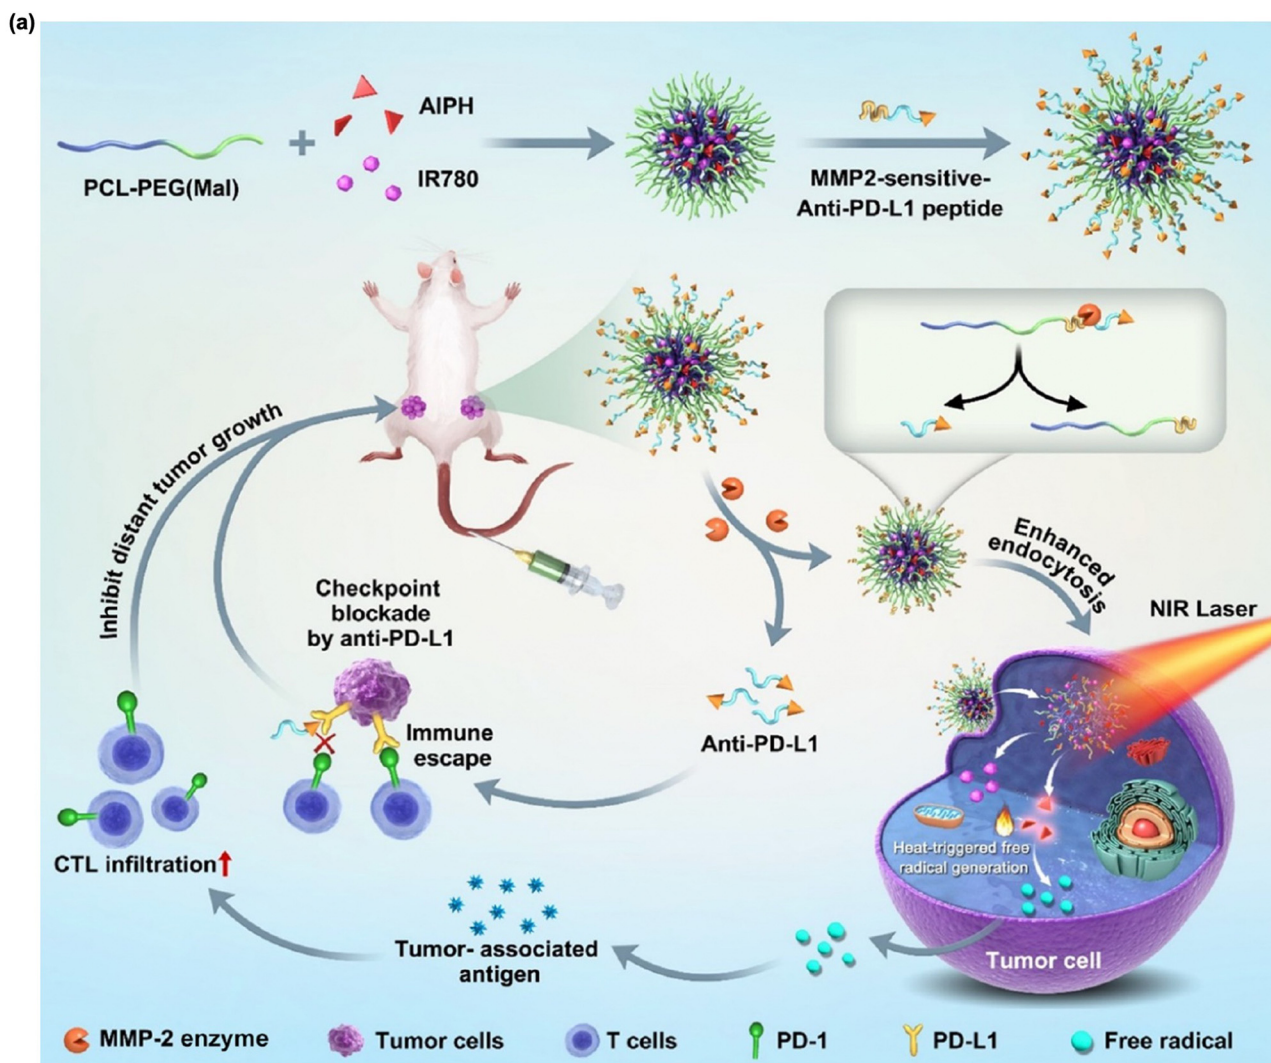 (a)
AIPH
IR780
PCL-PEG(Mal)
MMP2-sensitive-
Anti-PD-L1 peptide
Inhibit distant tumor growth
Enhanced
endocytosis
NIR Laser
Checkpoint
blockade
by anti-PD-L1
Immune
escape
Anti-PD-L1
Heat-triggered free
radical generation
CTL infiltration
Tumor- associated
antigen
Tumor cell
MMP-2 enzyme
Tumor cells
T cells
PD-1
PD-L1
Free radical